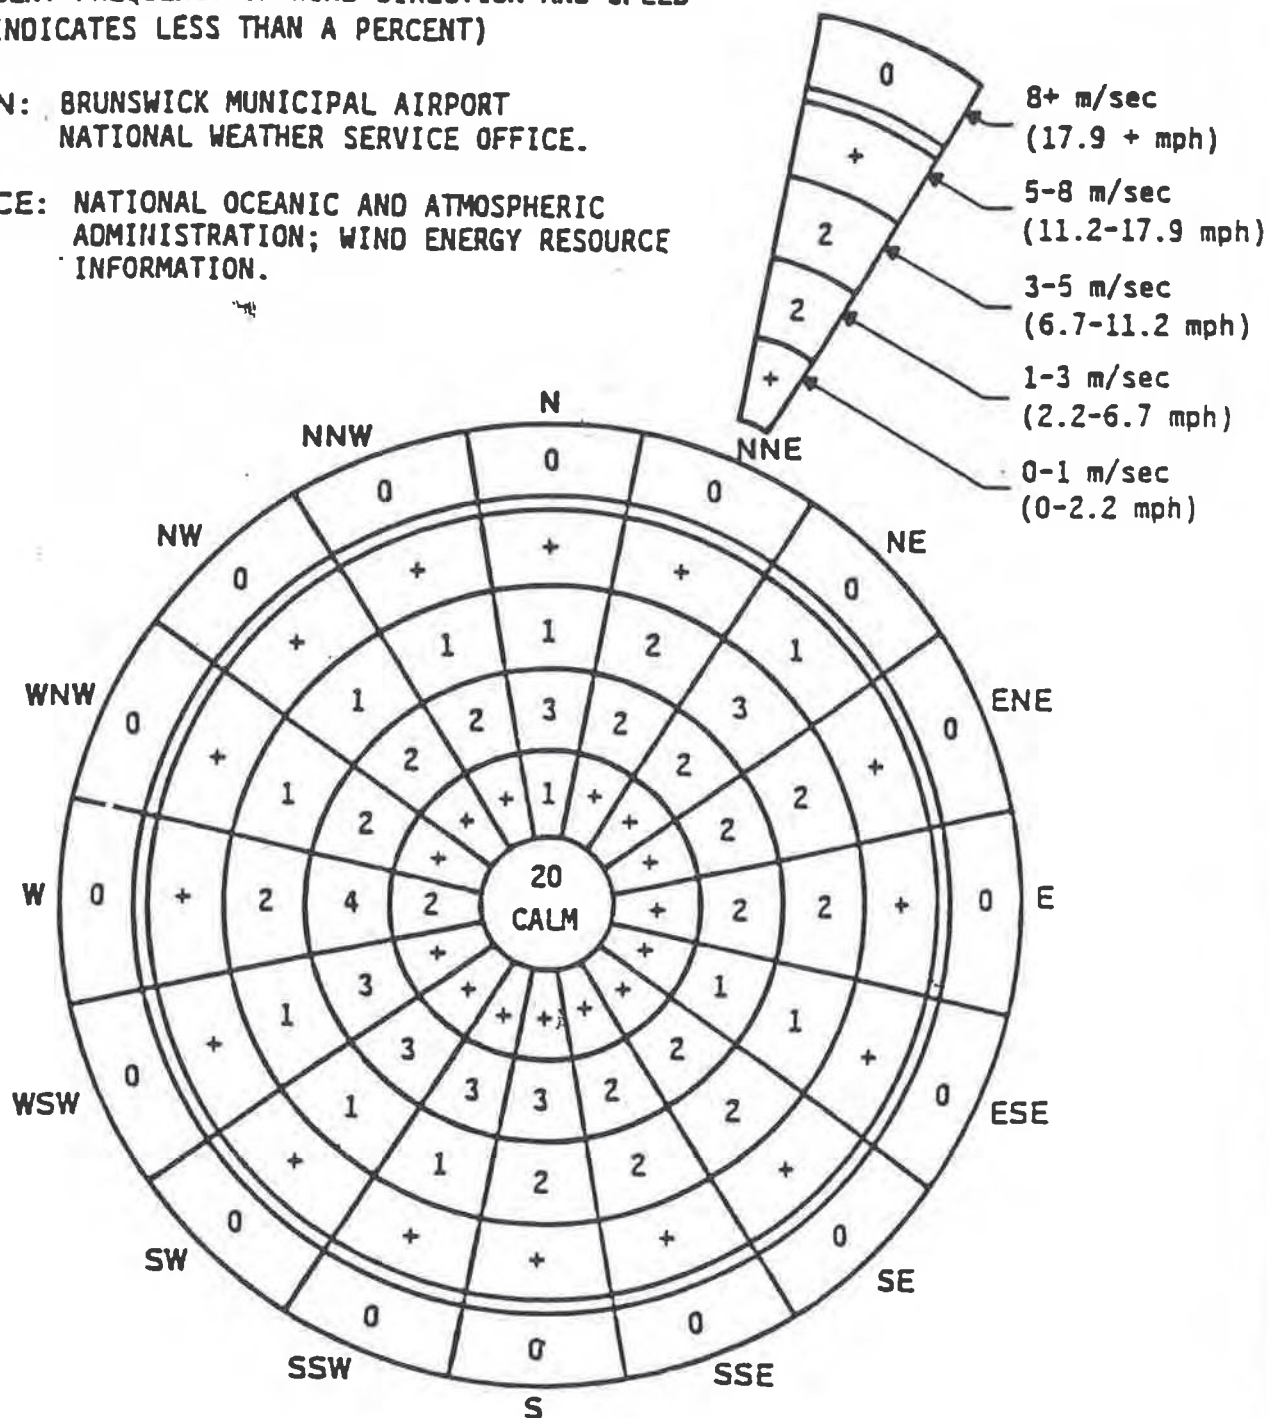 INDICATES LESS THAN A PERCENT)
N: BRUNSWICK MUNICIPAL AIRPORT
NATIONAL WEATHER SERVICE OFFICE.
CE: NATIONAL OCEANIC AND ATMOSPHERIC
ADMINISTRATION; WIND ENERGY RESOURCE
INFORMATION.
0
+
2
2
+
8+ m/sec
(17.9 + mph)
5-8 m/sec
(11.2-17.9 mph)
3-5 m/sec
(6.7-11.2 mph)
1-3 m/sec
(2.2-6.7 mph)
0-1 m/sec
(0-2.2 mph)
N
0
+
1
3
1
NNE
0
+
2
2
+
NE
0
1
3
2
+
ENE
0
+
2
2
+
E
0
+
2
2
+
ESE
0
+
1
1
+
SE
0
+
2
2
+
SSE
0
+
2
2
+
S
0
+
2
3
+
SSW
0
+
1
3
+
SW
0
+
1
3
+
WSW
0
+
1
3
+
W
0
+
2
4
2
WNW
0
+
1
2
+
NW
0
+
1
2
+
NNW
0
+
1
2
+
20
CALM